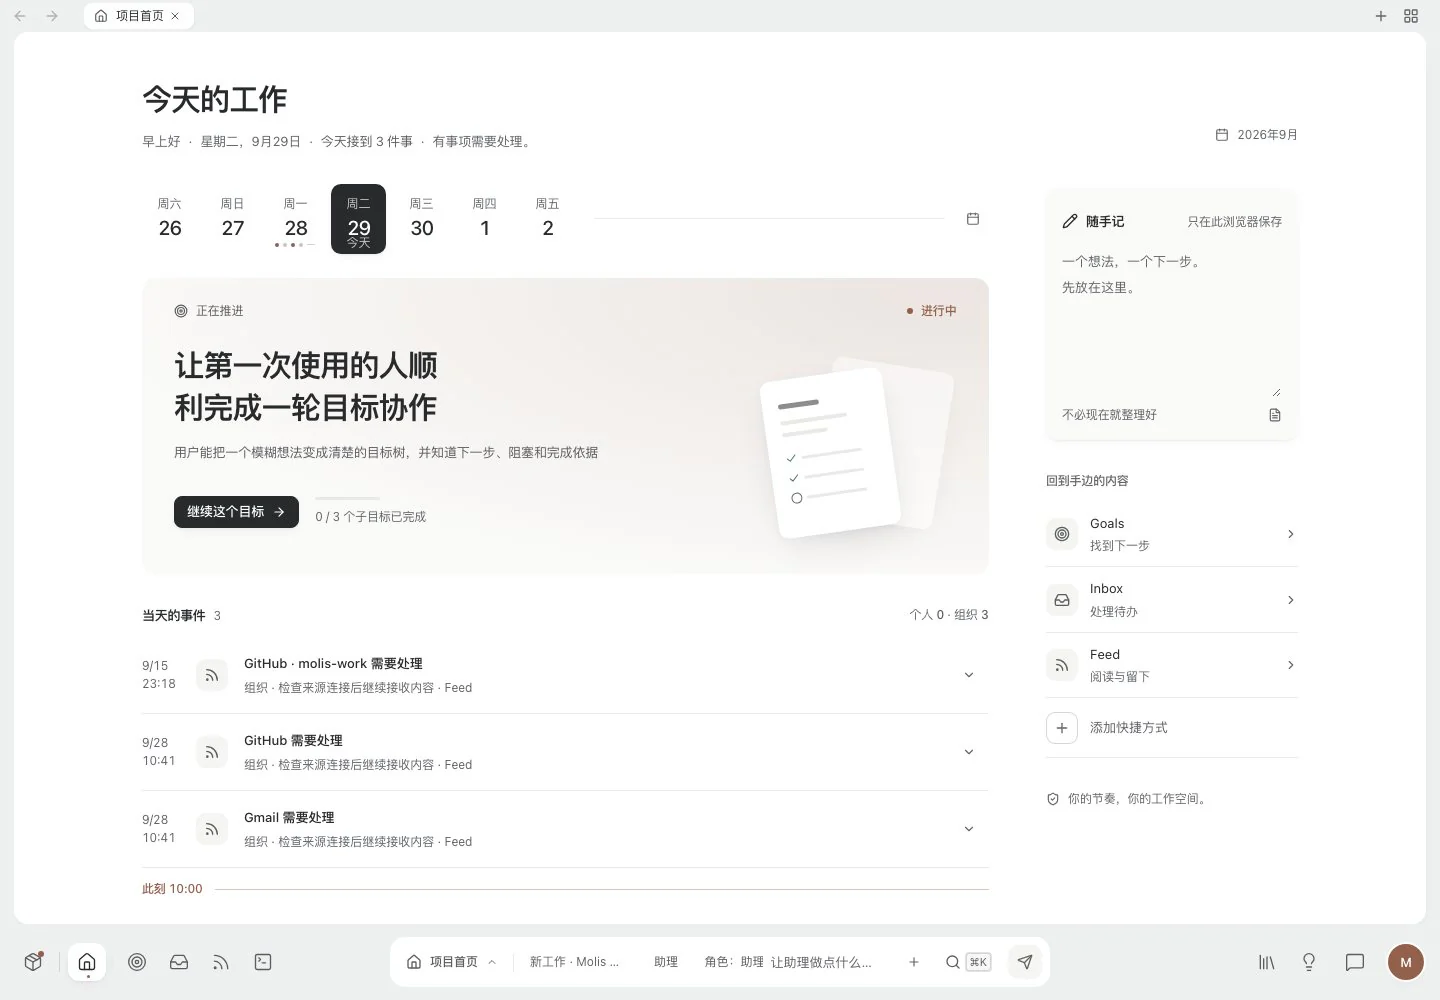 项目首页
今天的工作
早上好 · 星期二，9月29日 · 今天接到 3 件事 · 有事项需要处理。
2026年9月
周六 周日 周一 周二 周三 周四 周五
26 27 28 29 30 1 2
今天
正在推进
进行中
让第一次使用的人顺
利完成一轮目标协作
用户能把一个模糊想法变成清楚的目标树，并知道下一步、阻塞和完成依据
继续这个目标
0 / 3 个子目标已完成
当天的事件 3
个人 0 · 组织 3
9/15
23:18
GitHub · molis-work 需要处理
组织 · 检查来源连接后继续接收内容 · Feed
9/28
10:41
GitHub 需要处理
组织 · 检查来源连接后继续接收内容 · Feed
9/28
10:41
Gmail 需要处理
组织 · 检查来源连接后继续接收内容 · Feed
此刻 10:00
随手记
只在此浏览器保存
一个想法，一个下一步。
先放在这里。
不必现在就整理好
回到手边的内容
Goals
找到下一步
Inbox
处理待办
Feed
阅读与留下
添加快捷方式
你的节奏，你的工作空间。
项目首页
新工作 · Molis ...
助理
角色：助理
让助理做点什么...
⌘K
M